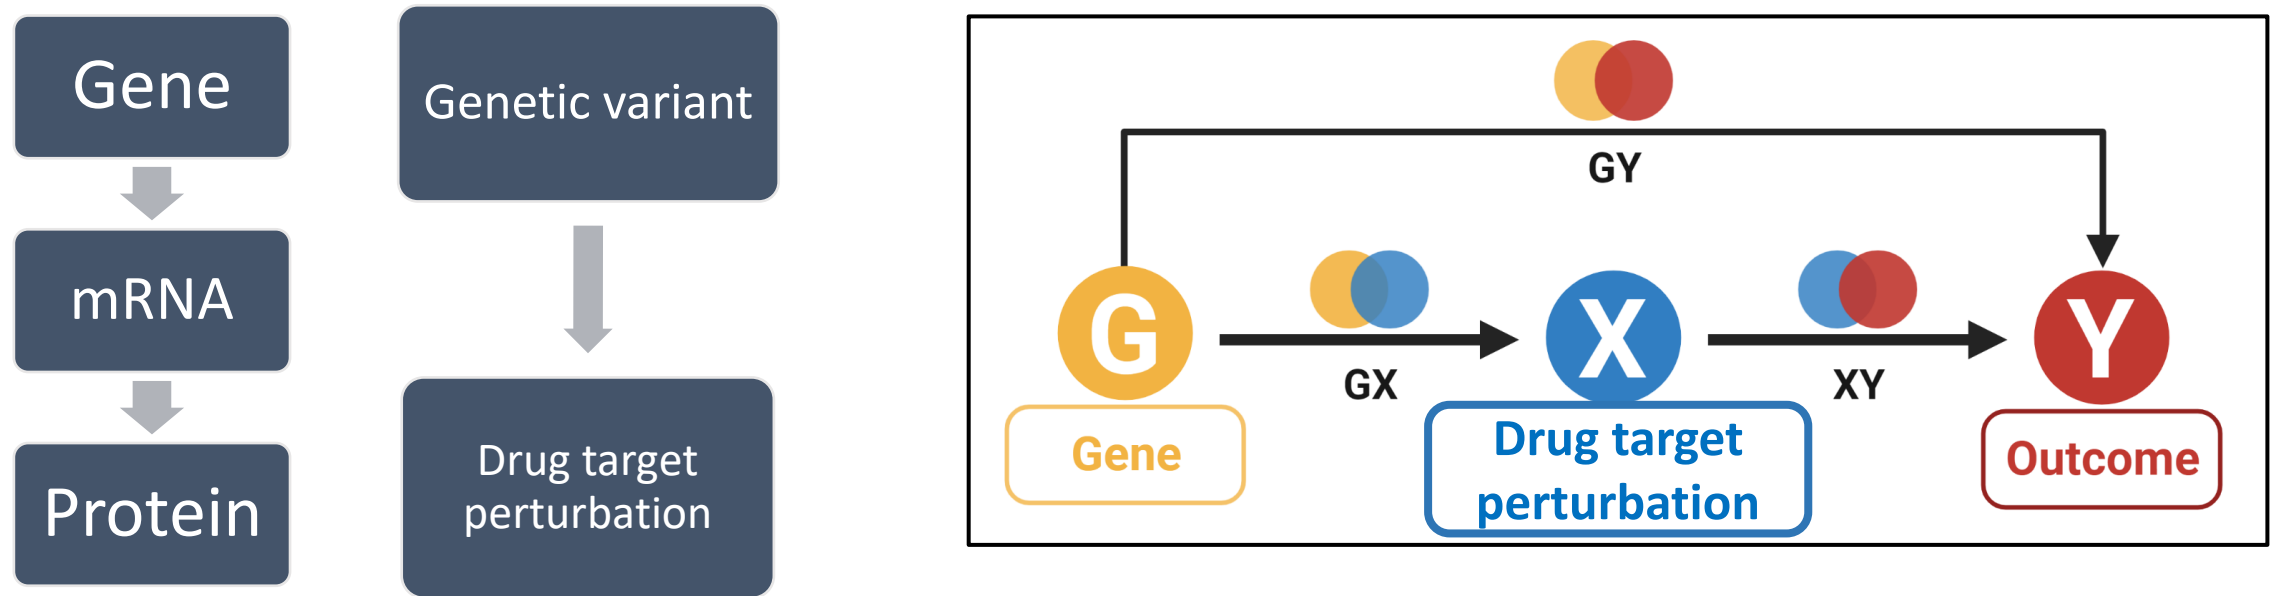 Gene
mRNA
Protein
Genetic variant
Drug target
perturbation
GY
G
GX
X
XY
Y
Gene
Drug target
perturbation
Outcome